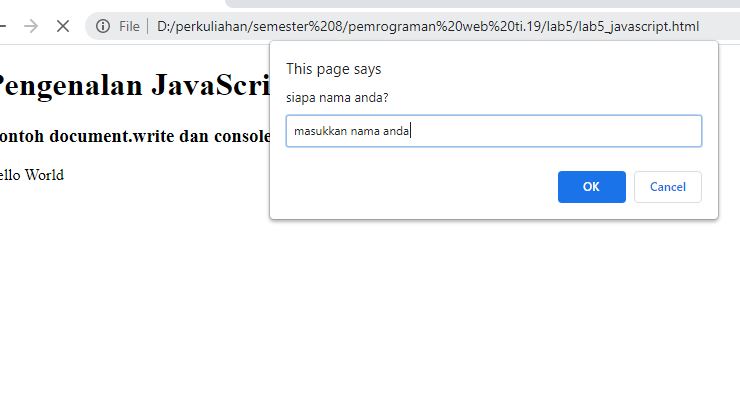 File D:/perkuliahan/semester%208/pemrograman%20web%20ti.19/lab5/lab5_javascript.html
This page says
siapa nama anda?
masukkan nama anda
OK Cancel
Pengenalan JavaScri
ontoh document.write dan console
ello World